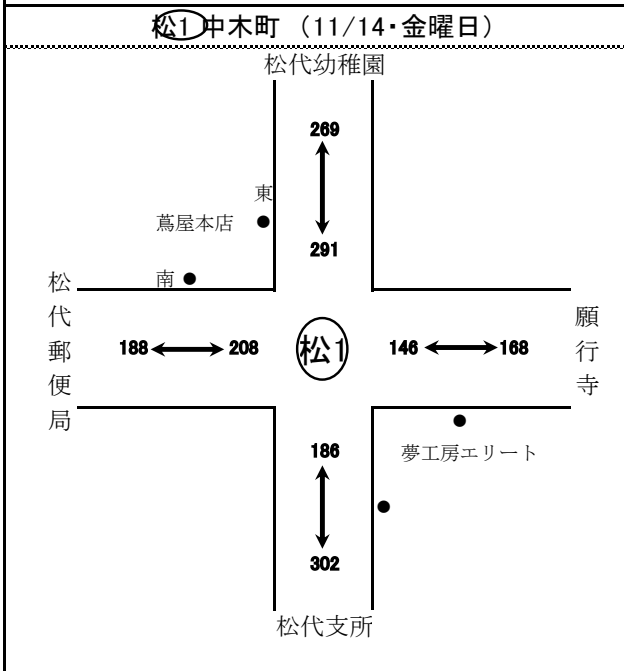 松1 中木町 (11/14・金曜日)
松代幼稚園
269
東
蔦屋本店
291
南
松代郵便局
188
208
松1
146
168
願行寺
186
夢工房エリート
302
松代支所